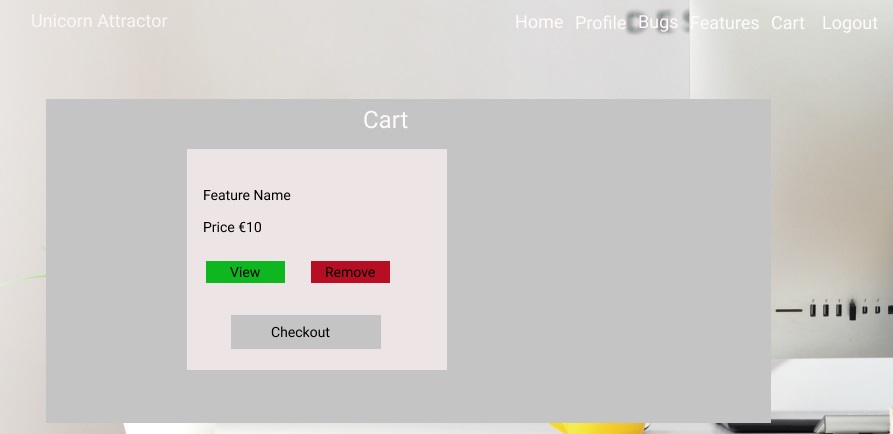 Unicorn Attractor
Home Profile Bugs Features Cart Logout
Cart
Feature Name
Price €10
View Remove
Checkout